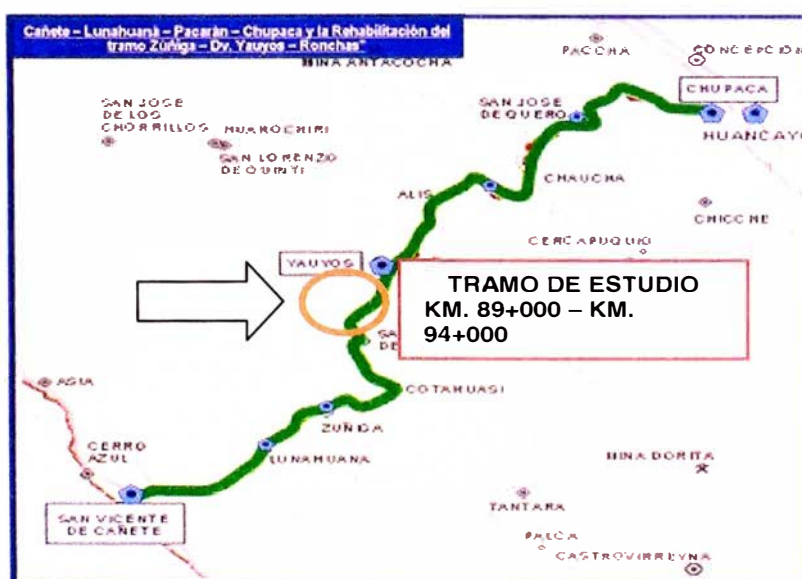 Cañete – Lunahuaná – Pacarán – Chupaca y la Rehabilitación del
tramo Zúñiga – Dv. Yauyos – Ronchas"
MINA ANTACOCHA
PACCHA
CONCEPCION
CHUPACA
SAN JOSE
DE LOS
CHORRILLOS
HUAROCHIRI
SAN LORENZO
DE QUINTI
SAN JOSE
DE QUERO
HUANCAYO
CHAUCHA
ALIS
CHICCHE
CERCAPUQUIO
YAUYOS
TRAMO DE ESTUDIO
KM. 89+000 – KM.
94+000
SA
DE
ASIA
COTAHUASI
ZUÑIGA
CERRO
AZUL
LUNAHUANA
MINA DORITA
SAN VICENTE
DE CAÑETE
TANTARA
PALCA
CASTROVIRREYNA